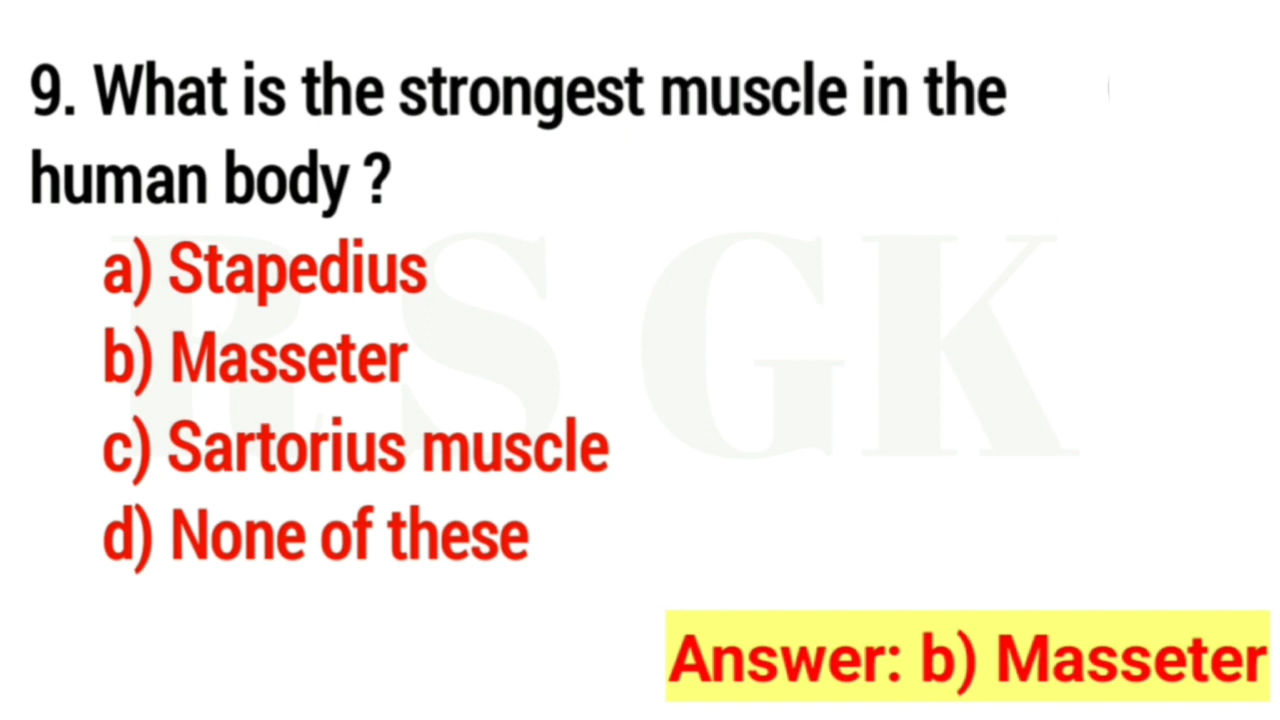 9. What is the strongest muscle in the
human body ?
a) Stapedius
b) Masseter
c) Sartorius muscle
d) None of these
RSGK
Answer: b) Masseter